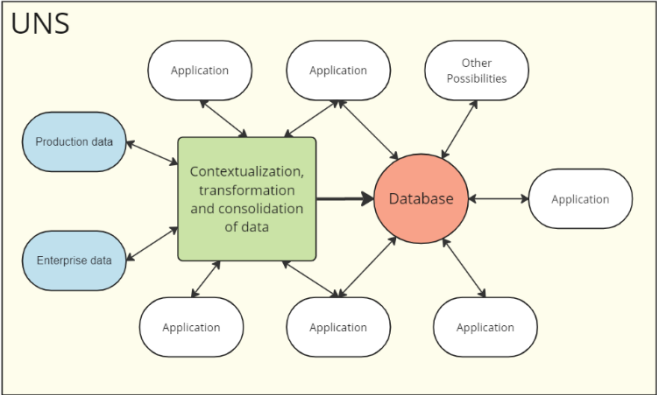 UNS
Application
Application
Other
Possibilities
Production data
Contextualization,
transformation
and consolidation
of data
Database
Application
Enterprise data
Application
Application
Application